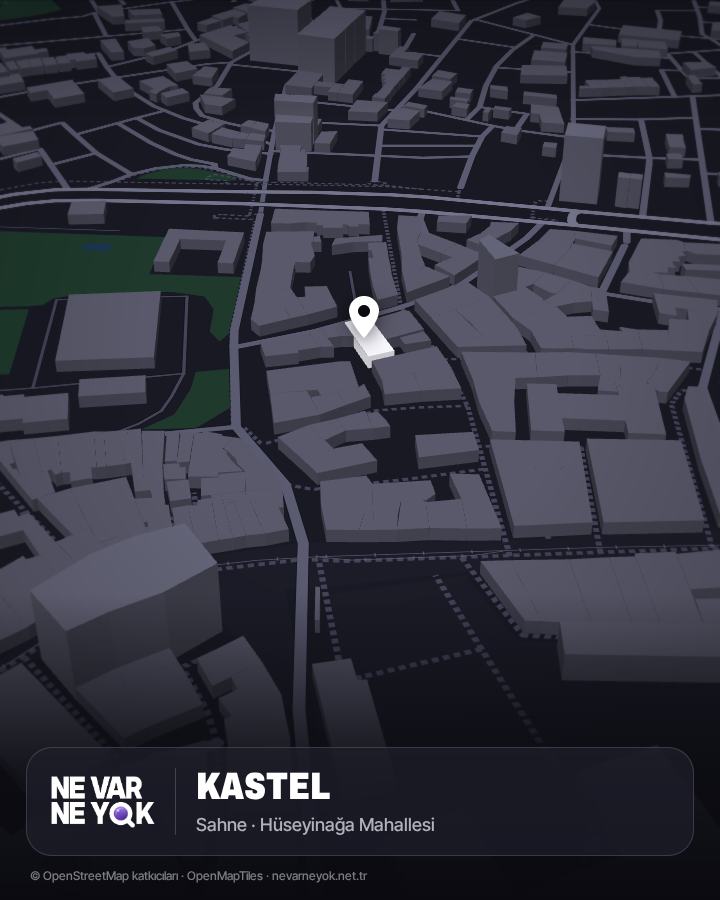 NE VAR
NE YOK
KASTEL
Sahne · Hüseyinağa Mahallesi
© OpenStreetMap katkıcıları · OpenMapTiles · nevarneyok.net.tr